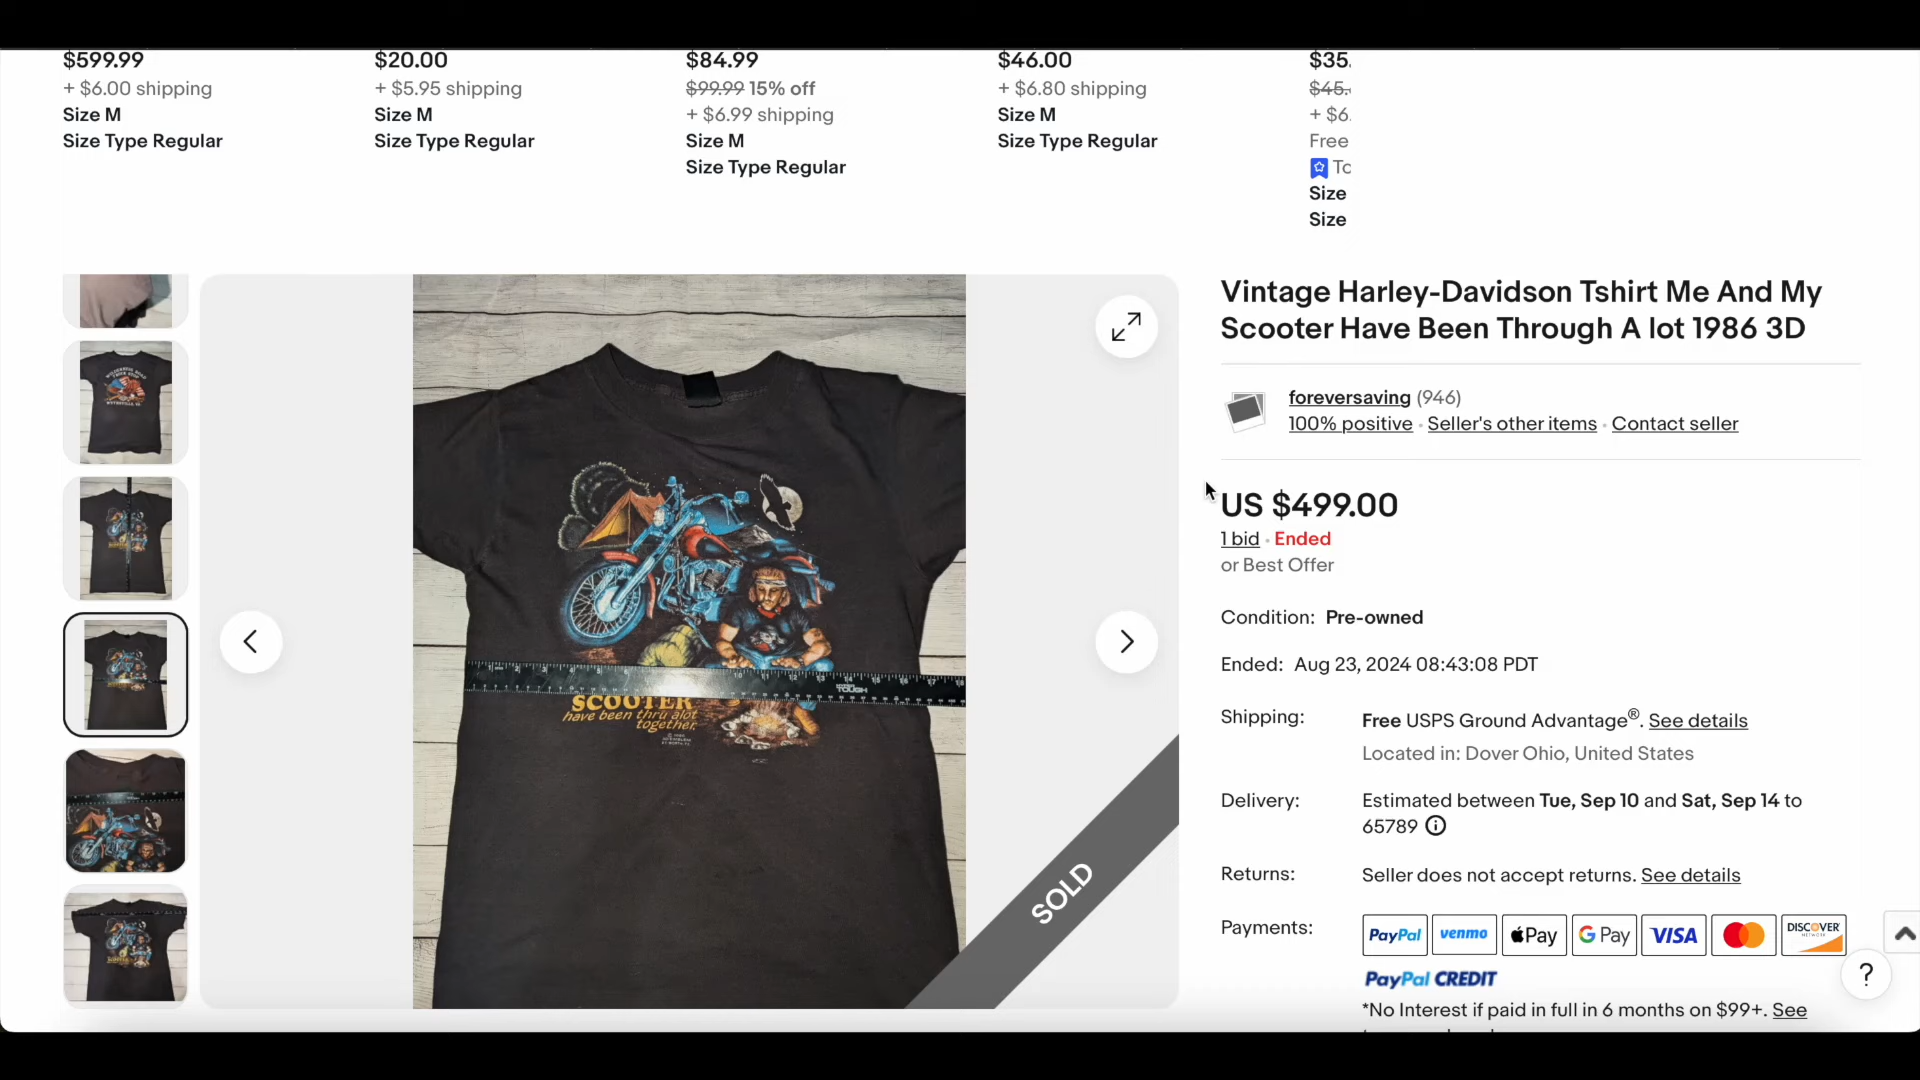 $599.99
+ $6.00 shipping
Size M
Size Type Regular
$20.00
+ $5.95 shipping
Size M
Size Type Regular
$84.99
$99.99 15% off
+ $6.99 shipping
Size M
Size Type Regular
$46.00
+ $6.80 shipping
Size M
Size Type Regular
$35.
$45.
+ $6.
Free
Size
Size
SCOOTER
have been thru alot
together.
SOLD
Vintage Harley-Davidson Tshirt Me And My
Scooter Have Been Through A lot 1986 3D
foreversaving (946)
100% positive · Seller's other items · Contact seller
US $499.00
1 bid · Ended
or Best Offer
Condition: Pre-owned
Ended: Aug 23, 2024 08:43:08 PDT
Shipping: Free USPS Ground Advantage®. See details
Located in: Dover Ohio, United States
Delivery: Estimated between Tue, Sep 10 and Sat, Sep 14 to
65789
Returns: Seller does not accept returns. See details
Payments: PayPal venmo Pay G Pay VISA DISCOVER
PayPal CREDIT
*No Interest if paid in full in 6 months on $99+. See
?